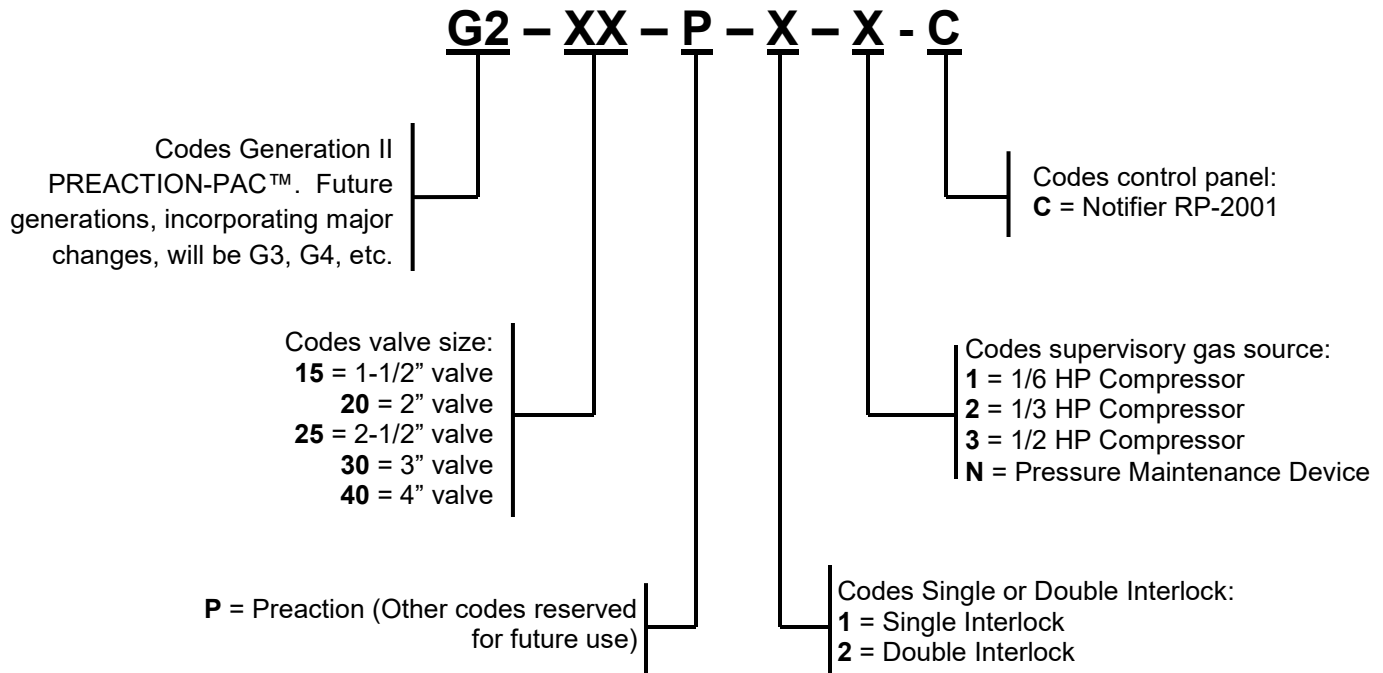 G2 – XX – P – X – X - C
Codes Generation II
PREACTION-PAC™. Future
generations, incorporating major
changes, will be G3, G4, etc.
Codes control panel:
C = Notifier RP-2001
Codes valve size:
15 = 1-1/2” valve
20 = 2” valve
25 = 2-1/2” valve
30 = 3” valve
40 = 4” valve
Codes supervisory gas source:
1 = 1/6 HP Compressor
2 = 1/3 HP Compressor
3 = 1/2 HP Compressor
N = Pressure Maintenance Device
P = Preaction (Other codes reserved
for future use)
Codes Single or Double Interlock:
1 = Single Interlock
2 = Double Interlock